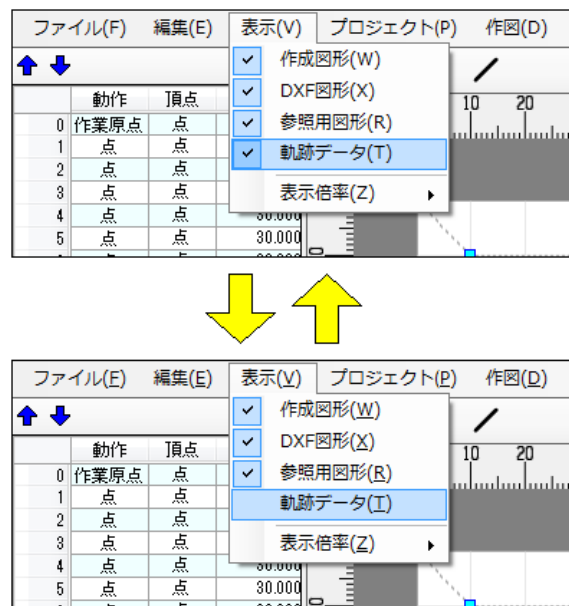 ファイル(F) 編集(E) 表示(V) プロジェクト(P) 作図(D)
作成図形(W)
DXF図形(X)
参照用図形(R)
軌跡データ(T)
表示倍率(Z)
10 20
動作 頂点
0 作業原点 点
1 点 点
2 点 点
3 点 点
4 点 点 30.000
5 点 点 30.000
0
ファイル(F) 編集(E) 表示(V) プロジェクト(P) 作図(D)
作成図形(W)
DXF図形(X)
参照用図形(R)
軌跡データ(T)
表示倍率(Z)
10 20
動作 頂点
0 作業原点 点
1 点 点
2 点 点
3 点 点
4 点 点 30.000
5 点 点 30.000